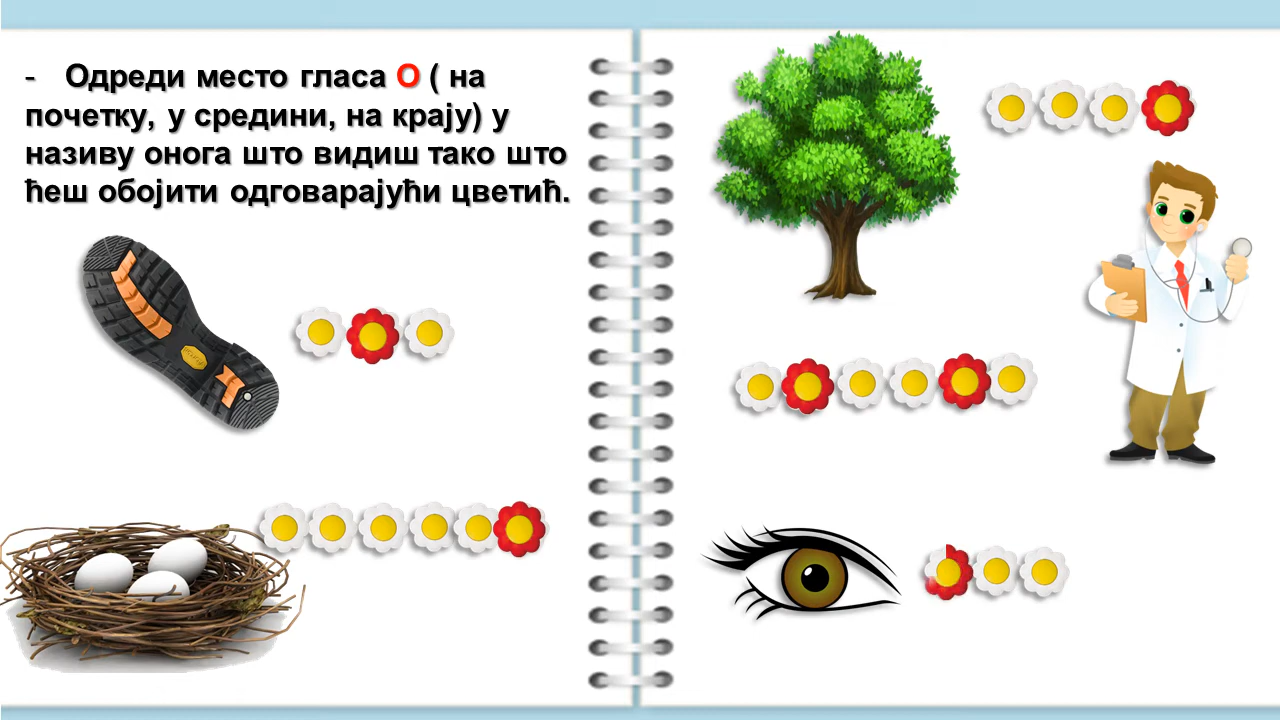 - Одреди место гласа О ( на
почетку, у средини, на крају) у
називу онога што видиш тако што
ћеш обојити одговарајући цветић.